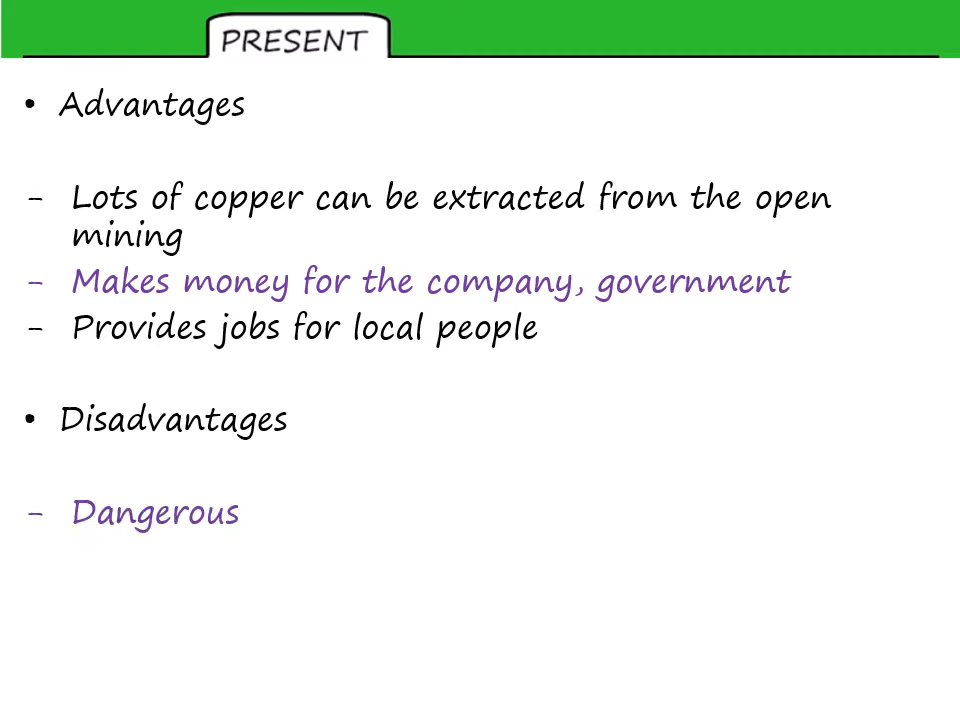 PRESENT
• Advantages
- Lots of copper can be extracted from the open
mining
- Makes money for the company, government
- Provides jobs for local people
• Disadvantages
- Dangerous